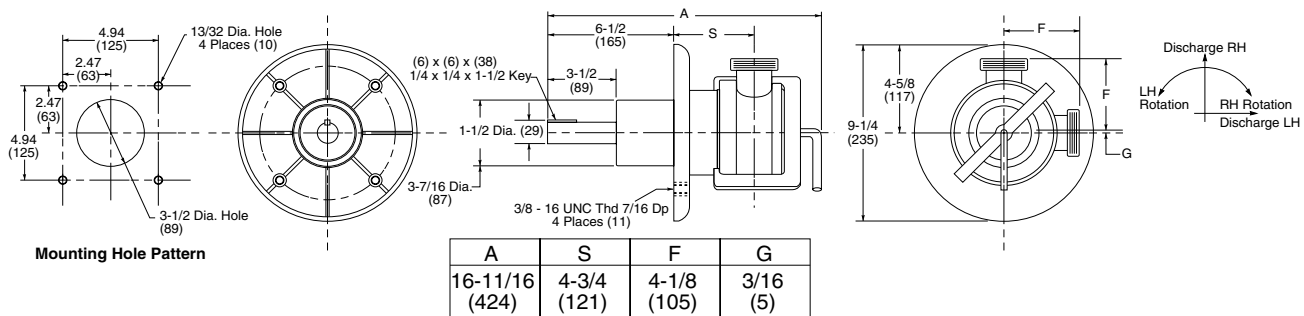 4.94
(125)
2.47
(63)
13/32 Dia. Hole
4 Places (10)
2.47
(63)
4.94
(125)
3-1/2 Dia. Hole
(89)
Mounting Hole Pattern
A
6-1/2
(165)
S
(6) x (6) x (38)
1/4 x 1/4 x 1-1/2 Key
3-1/2
(89)
1-1/2 Dia. (29)
3-7/16 Dia.
(87)
3/8 - 16 UNC Thd 7/16 Dp
4 Places (11)
F
4-5/8
(117)
9-1/4
(235)
F
G
Discharge RH
LH
Rotation
RH Rotation
Discharge LH
A S F G
16-11/16 4-3/4 4-1/8 3/16
(424) (121) (105) (5)